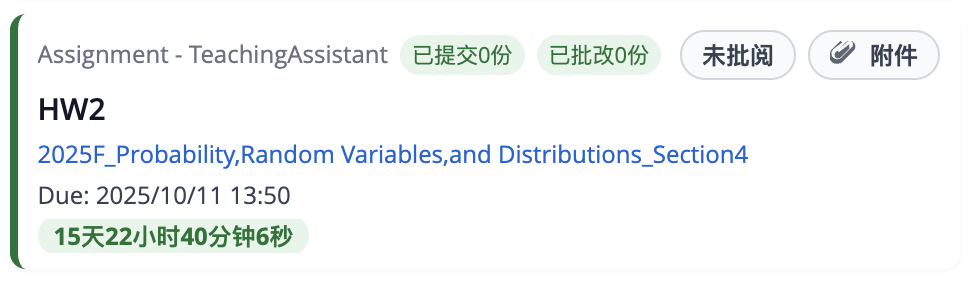 Assignment - TeachingAssistant 已提交0份 已批改0份 未批阅 附件
HW2
2025F_Probability,Random Variables,and Distributions_Section4
Due: 2025/10/11 13:50
15天22小时40分钟6秒